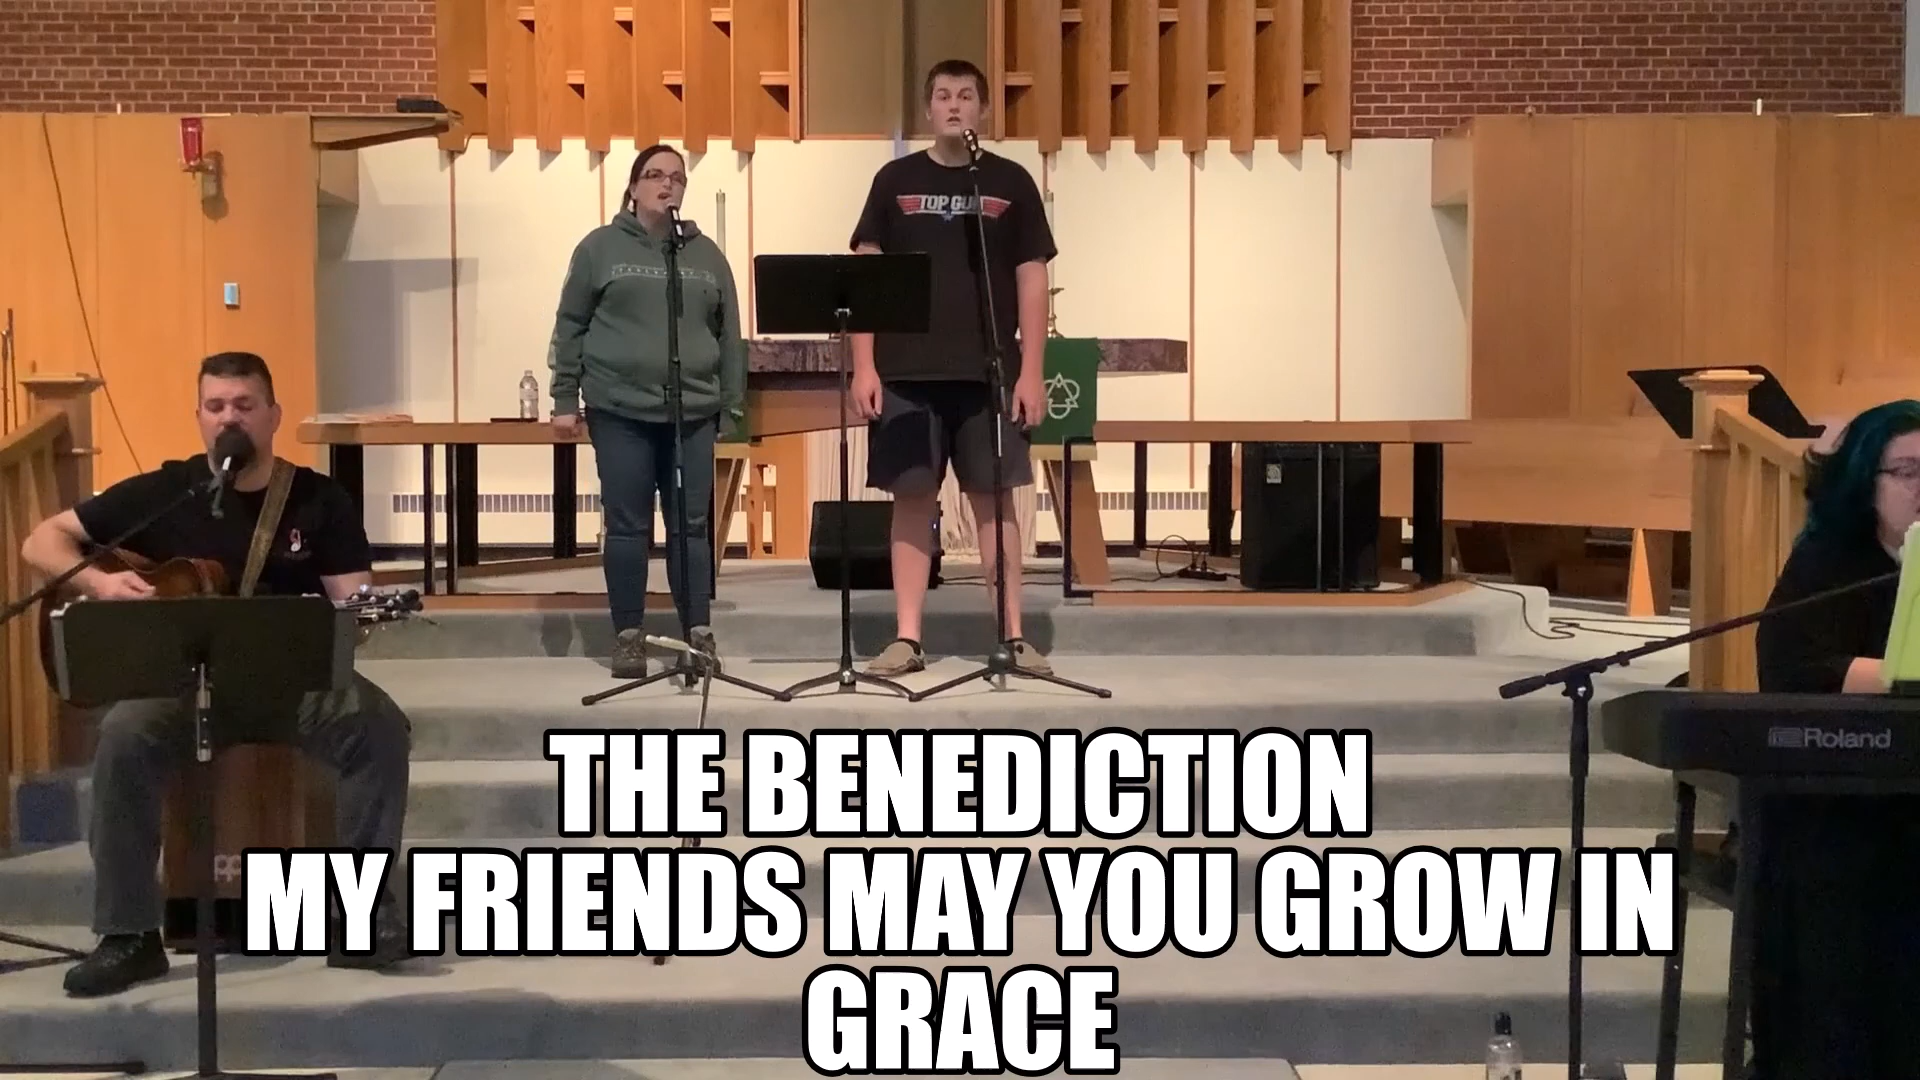 TOP GUN
Roland
THE BENEDICTION
MY FRIENDS MAY YOU GROW IN
GRACE